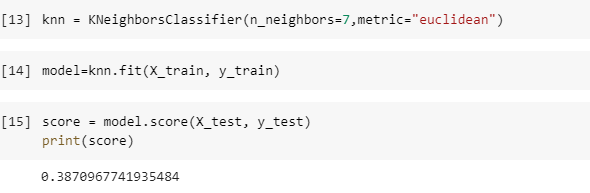 [13] knn = KNeighborsClassifier(n_neighbors=7,metric="euclidean")
[14] model=knn.fit(X_train, y_train)
[15] score = model.score(X_test, y_test)
print(score)
0.3870967741935484